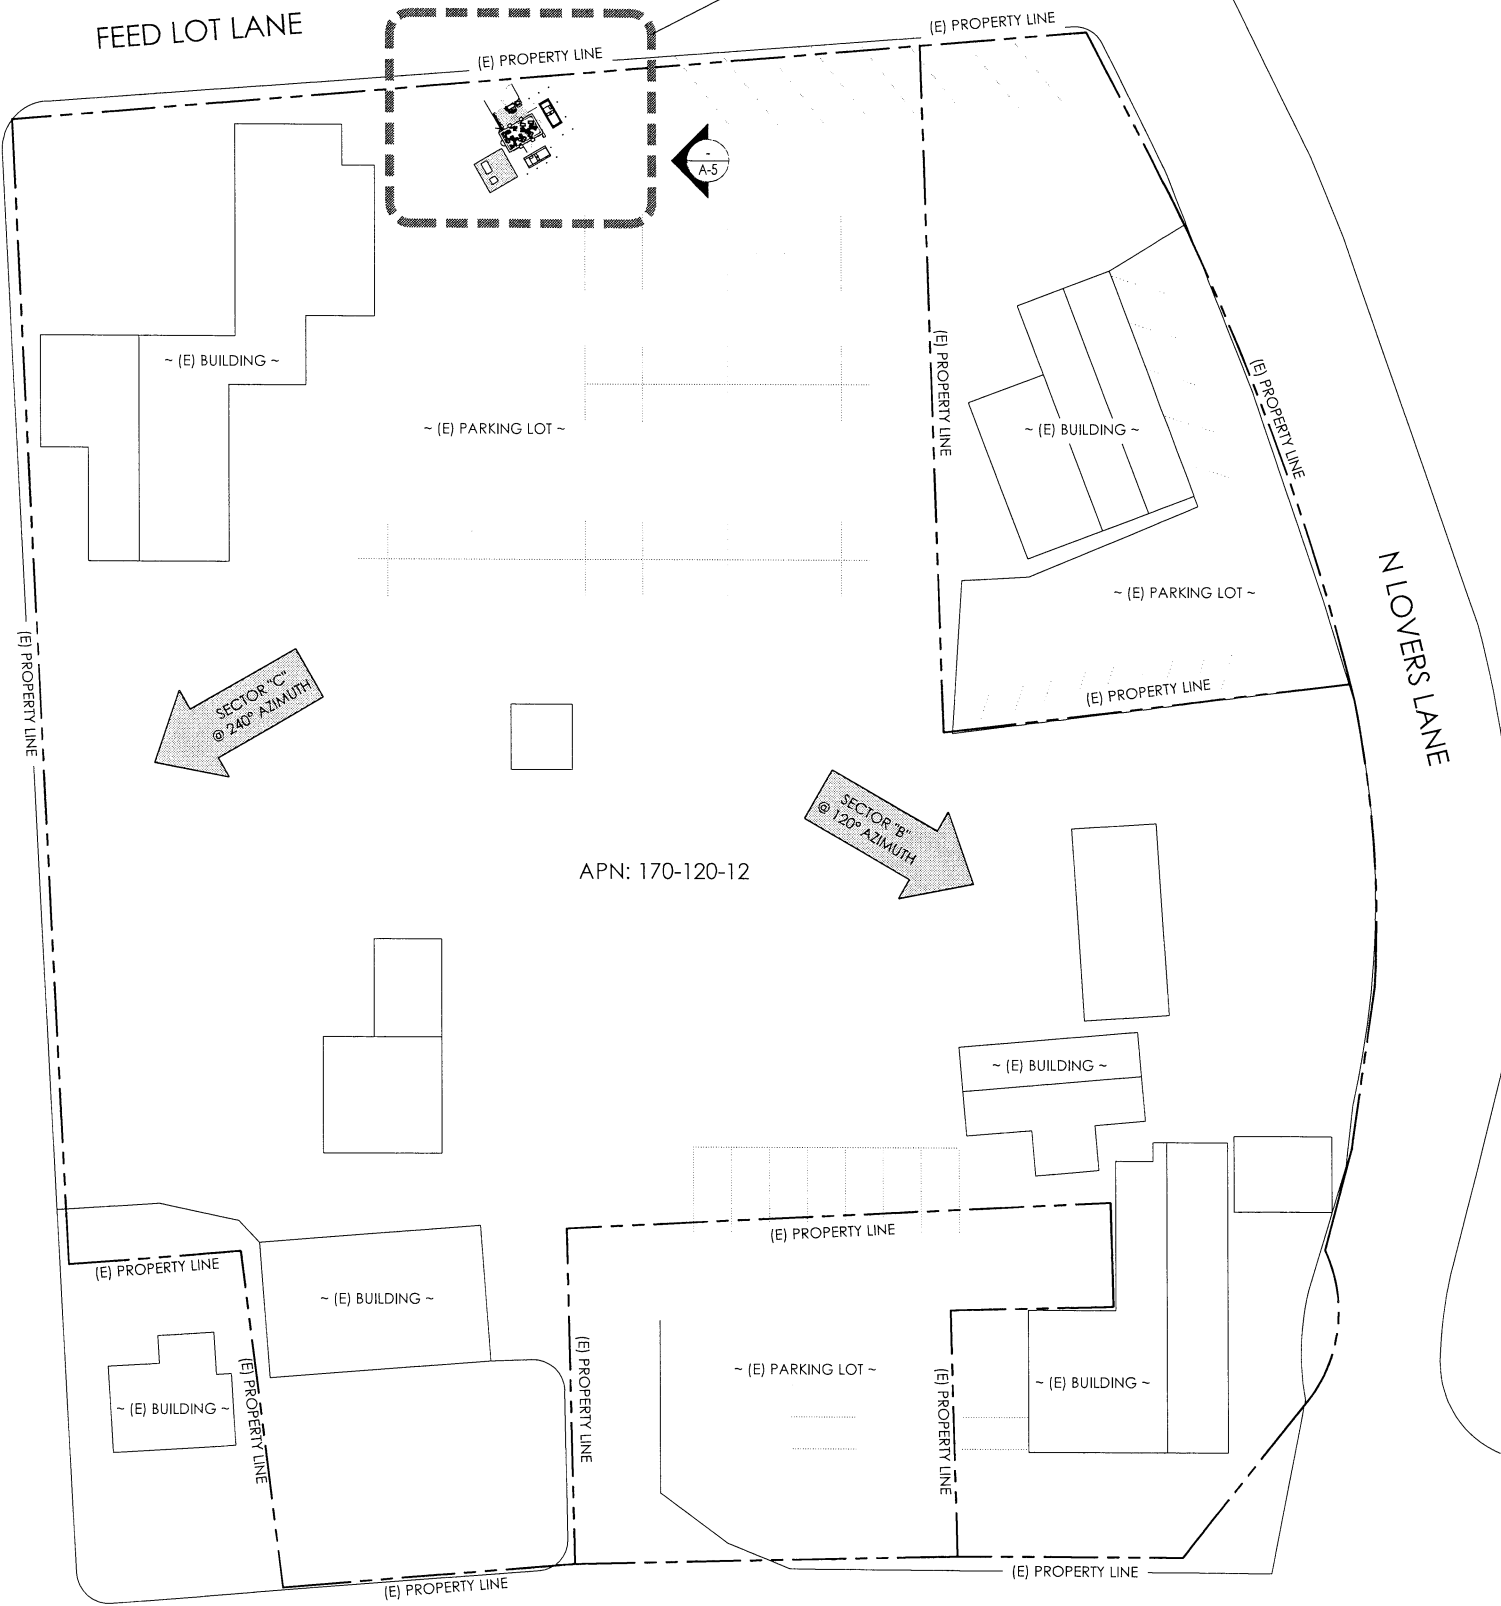 FEED LOT LANE
(E) PROPERTY LINE
(E) PROPERTY LINE
-
A-5
~ (E) BUILDING ~
(E) PROPERTY LINE
(E) PROPERTY LINE
~ (E) PARKING LOT ~
~ (E) BUILDING ~
~ (E) PARKING LOT ~
N LOVERS LANE
(E) PROPERTY LINE
(E) PROPERTY LINE
SECTOR "C"
@ 240° AZIMUTH
SECTOR "B"
@ 120° AZIMUTH
APN: 170-120-12
~ (E) BUILDING ~
(E) PROPERTY LINE
(E) PROPERTY LINE
~ (E) BUILDING ~
(E) PROPERTY LINE
(E) PROPERTY LINE
~ (E) PARKING LOT ~
(E) PROPERTY LINE
~ (E) BUILDING ~
~ (E) BUILDING ~
(E) PROPERTY LINE
(E) PROPERTY LINE